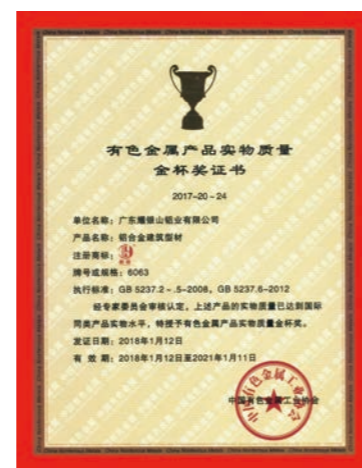 有色金属产品实物质量
金杯奖证书
2017-20-24
单位名称：广东耀银山铝业有限公司
产品名称：铝合金建筑型材
注册商标：
牌号或规格：6063
执行标准：GB 5237.2~.5-2008、GB 5237.6-2012
经专家委员会审核认定，上述产品的实物质量已达到国际
同类产品实物水平，特授予有色金属产品实物质量金杯奖。
发证日期：2018年1月12日
有 效 期：2018年1月12日至2021年1月11日
中国有色金属工业协会